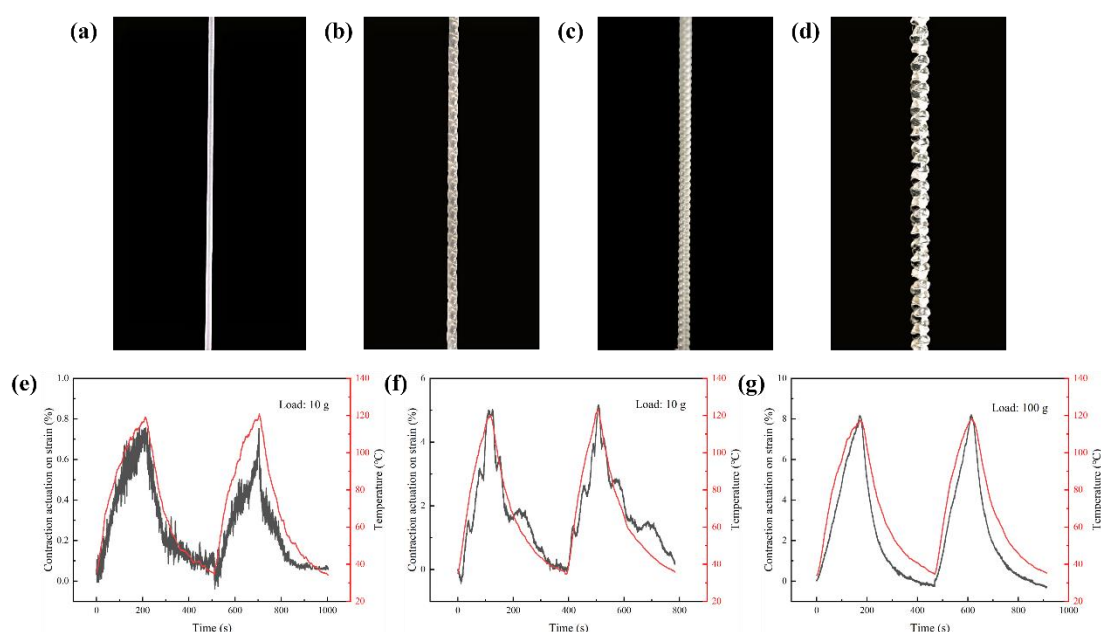 (a) (b) (c) (d)
(e) (f) (g)
Contraction actuation on strain (%)
1.0
0.8
0.6
0.4
0.2
0.0
Load: 10 g
140
120
100
80
60
40
20
Temperature (℃)
0 200 400 600 800 1000
Time (s)
Contraction actuation on strain (%)
6
4
2
0
Load: 10 g
140
120
100
80
60
40
20
Temperature (℃)
0 200 400 600 800
Time (s)
Contraction actuation on strain (%)
10
8
6
4
2
0
Load: 100 g
140
120
100
80
60
40
20
Temperature (℃)
0 200 400 600 800 1000
Time (s)